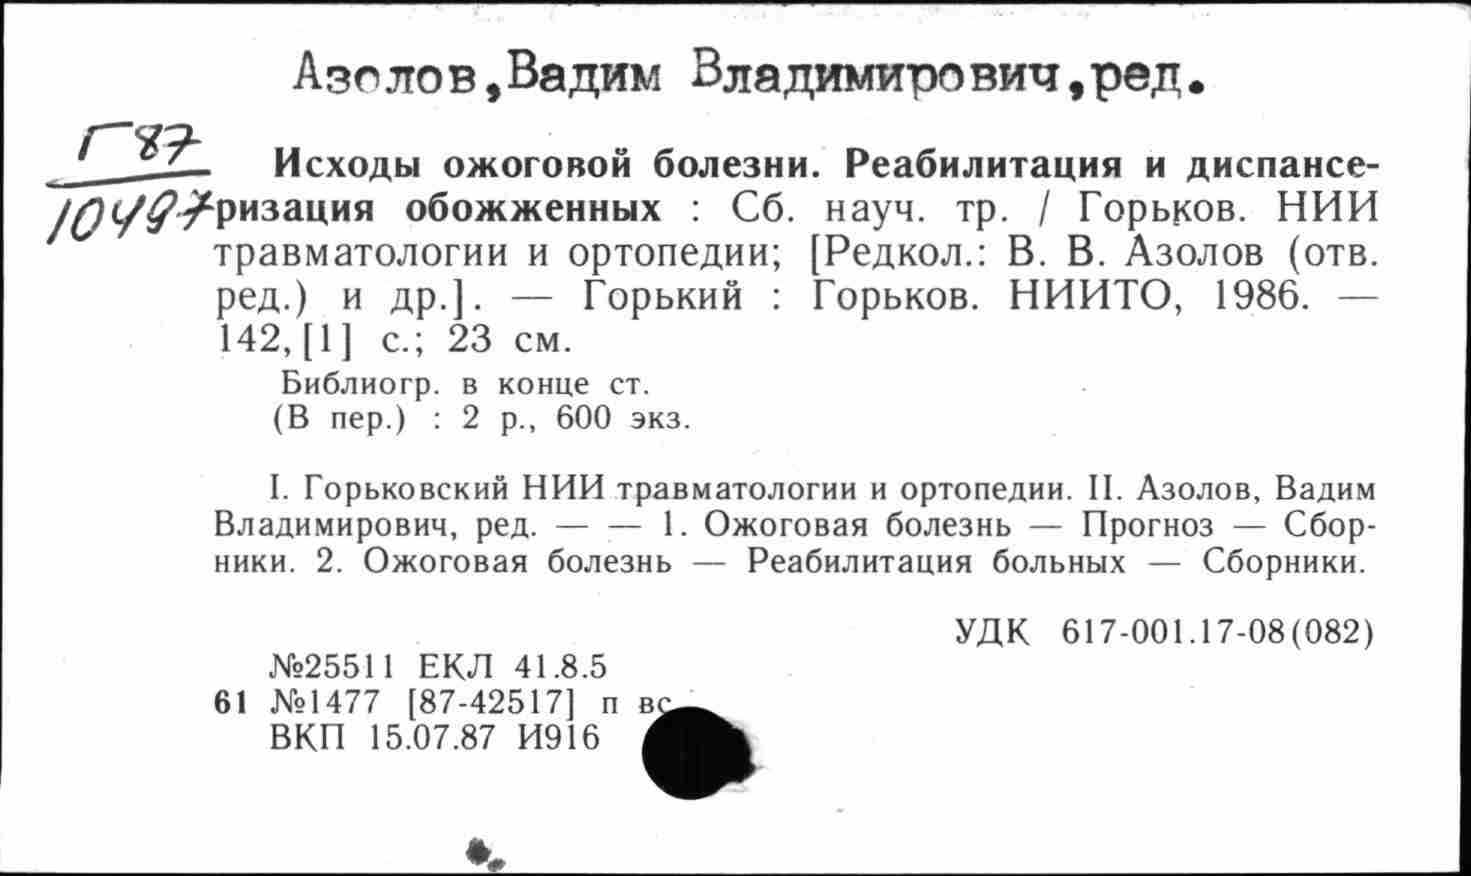 Азолов,Вадим Владимирович,ред.
Г87
10497
Исходы ожоговой болезни. Реабилитация и диспансе-
ризация обожженных : Сб. науч. тр. / Горьков. НИИ
травматологии и ортопедии; [Редкол.: В. В. Азолов (отв.
ред.) и др.]. — Горький : Горьков. НИИТО, 1986. —
142,[1] с.; 23 см.
Библиогр. в конце ст.
(В пер.) : 2 р., 600 экз.
I. Горьковский НИИ травматологии и ортопедии. II. Азолов, Вадим
Владимирович, ред. — — 1. Ожоговая болезнь — Прогноз — Сбор-
ники. 2. Ожоговая болезнь — Реабилитация больных — Сборники.
УДК 617-001.17-08(082)
№25511 ЕКЛ 41.8.5
61 №1477 [87-42517] п вс
ВКП 15.07.87 И916